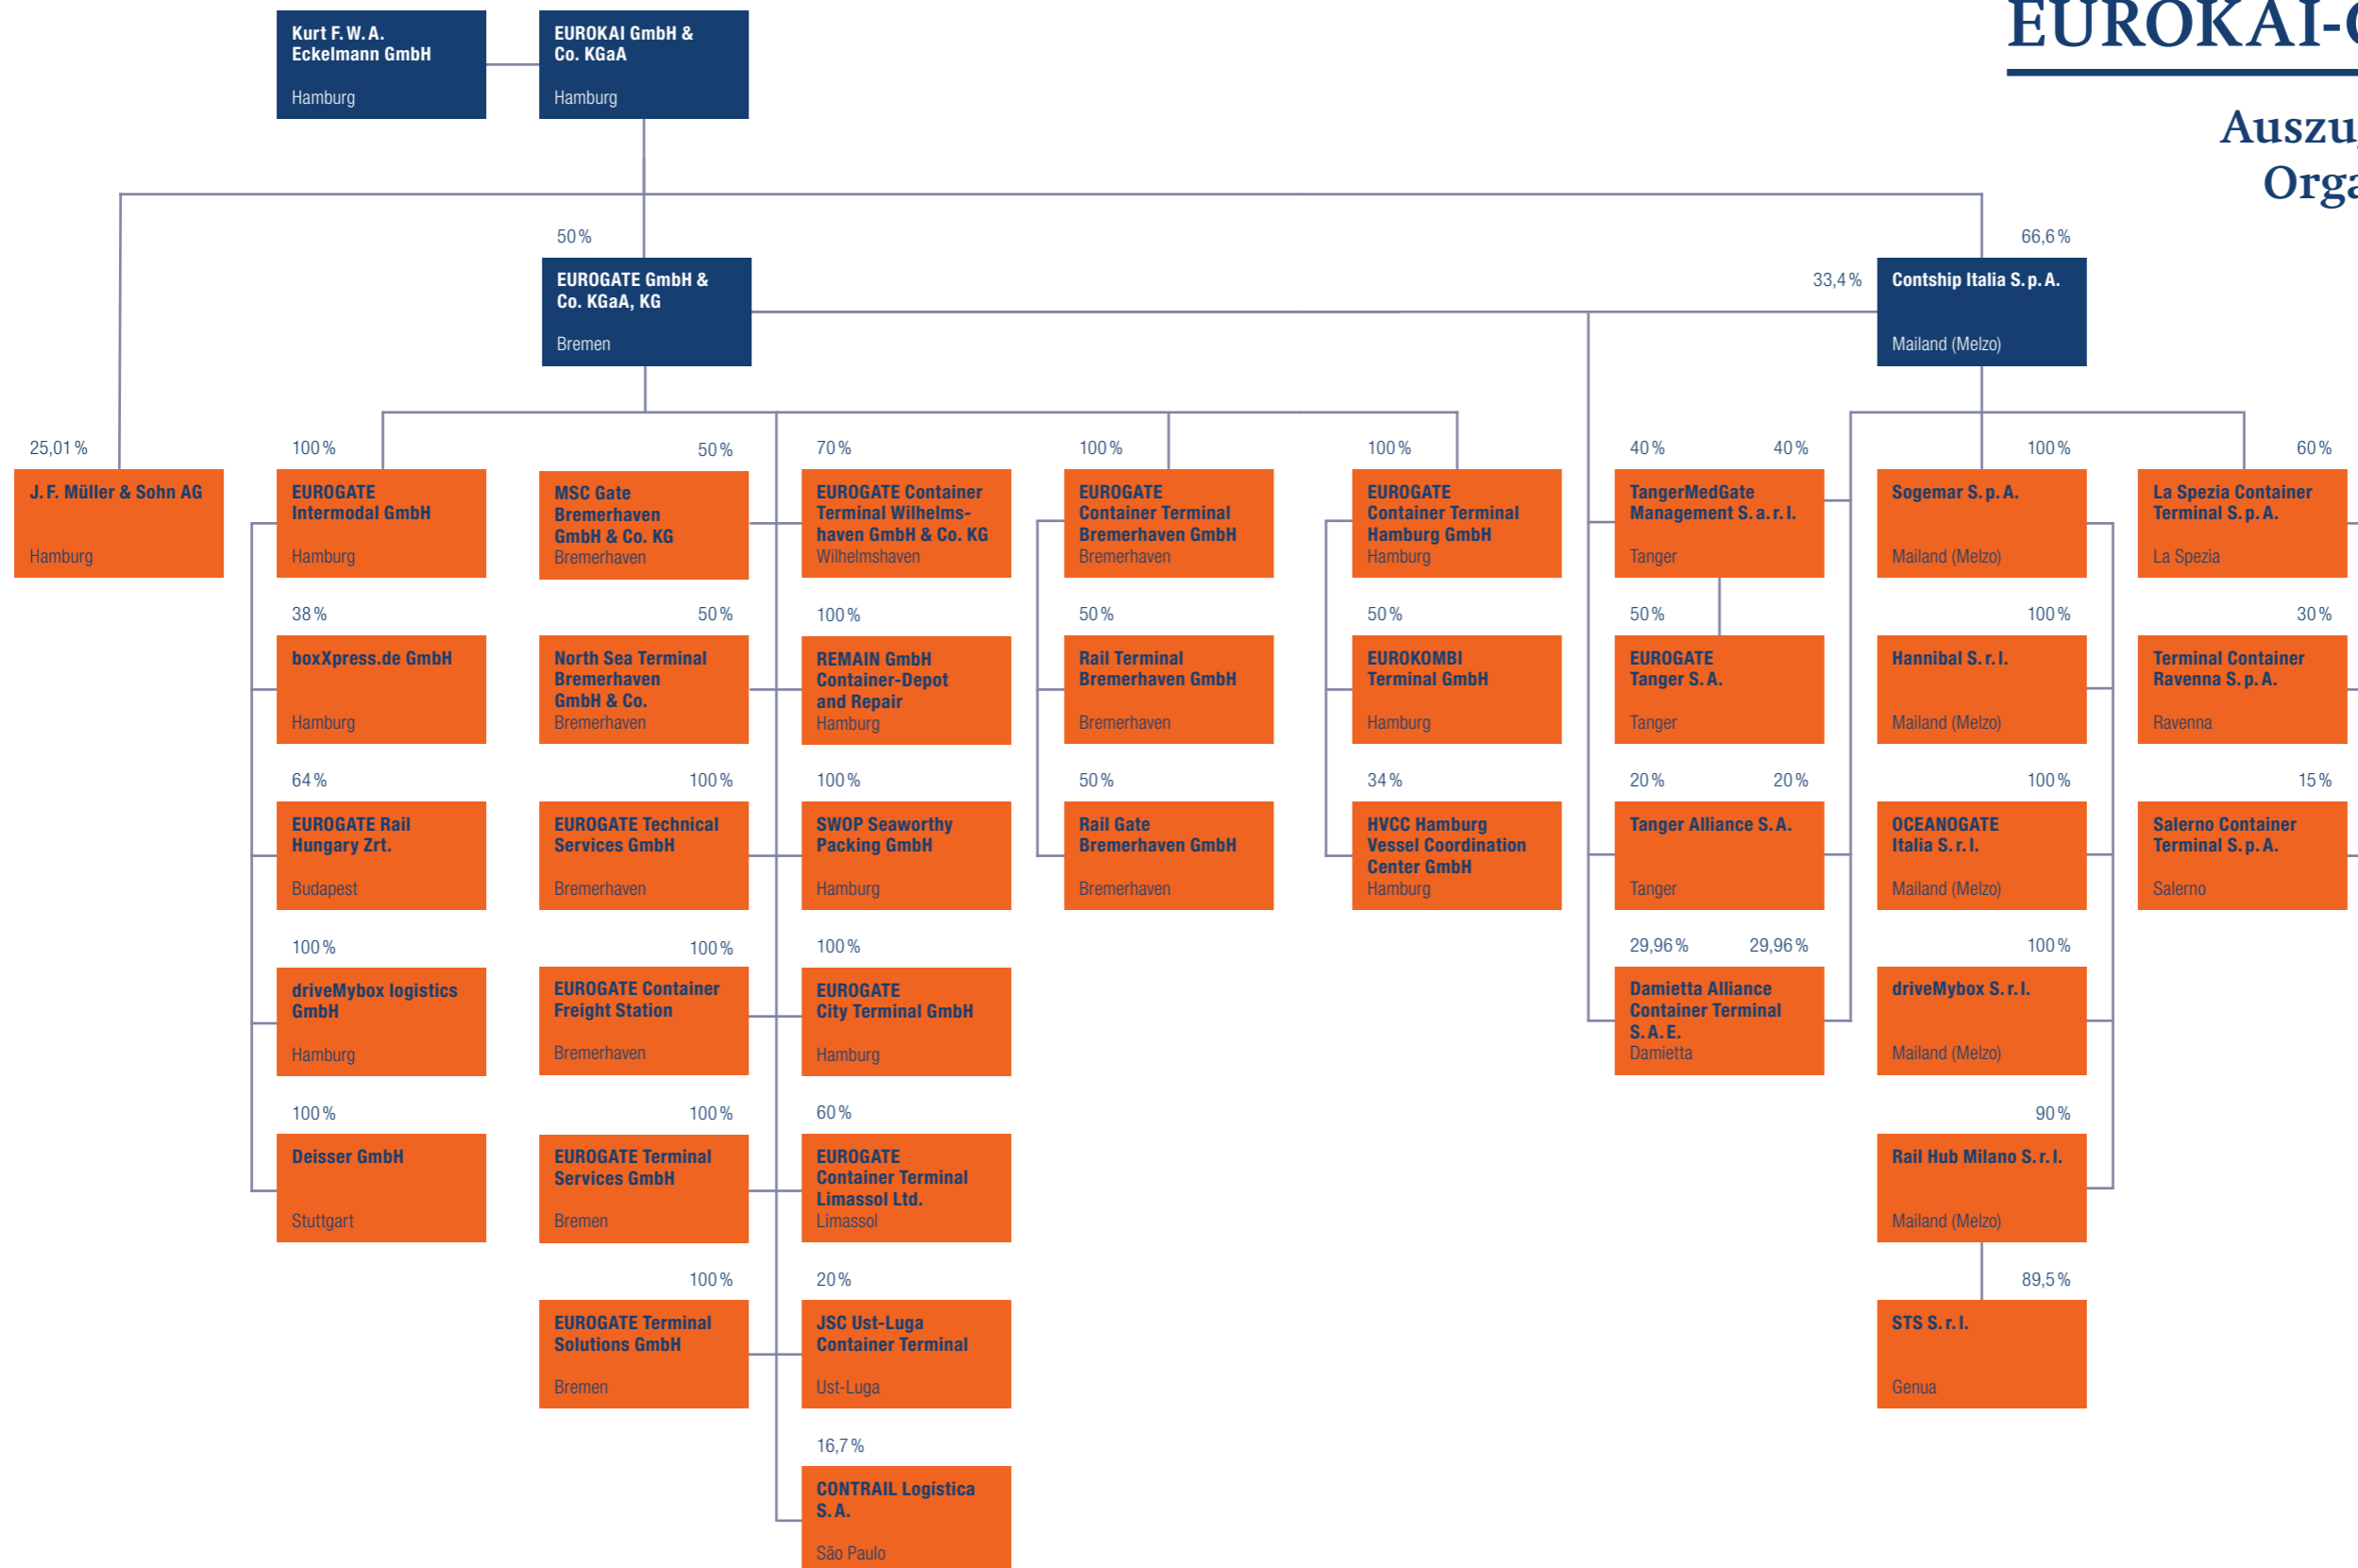 EUROKAI-
Auszu
Orga
Kurt F. W. A.
Eckelmann GmbH
Hamburg
EUROKAI GmbH &
Co. KGaA
Hamburg
50 %
EUROGATE GmbH &
Co. KGaA, KG
Bremen
33,4 %
66,6 %
Contship Italia S. p. A.
Mailand (Melzo)
25,01 %
J. F. Müller & Sohn AG
Hamburg
100 %
EUROGATE
Intermodal GmbH
Hamburg
38 %
boxXpress.de GmbH
Hamburg
64 %
EUROGATE Rail
Hungary Zrt.
Budapest
100 %
driveMybox logistics
GmbH
Hamburg
100 %
Deisser GmbH
Stuttgart
50 %
MSC Gate
Bremerhaven
GmbH & Co. KG
Bremerhaven
50 %
North Sea Terminal
Bremerhaven
GmbH & Co.
Bremerhaven
100 %
EUROGATE Technical
Services GmbH
Bremerhaven
100 %
EUROGATE Container
Freight Station
Bremerhaven
100 %
EUROGATE Terminal
Services GmbH
Bremen
100 %
EUROGATE Terminal
Solutions GmbH
Bremen
70 %
EUROGATE Container
Terminal Wilhelms-
haven GmbH & Co. KG
Wilhelmshaven
100 %
REMAIN GmbH
Container-Depot
and Repair
Hamburg
100 %
SWOP Seaworthy
Packing GmbH
Hamburg
100 %
EUROGATE
City Terminal GmbH
Hamburg
60 %
EUROGATE
Container Terminal
Limassol Ltd.
Limassol
20 %
JSC Ust-Luga
Container Terminal
Ust-Luga
16,7 %
CONTRAIL Logística
S. A.
São Paulo
100 %
EUROGATE
Container Terminal
Bremerhaven GmbH
Bremerhaven
50 %
Rail Terminal
Bremerhaven GmbH
Bremerhaven
50 %
Rail Gate
Bremerhaven GmbH
Bremerhaven
100 %
EUROGATE
Container Terminal
Hamburg GmbH
Hamburg
50 %
EUROKOMBI
Terminal GmbH
Hamburg
34 %
HVCC Hamburg
Vessel Coordination
Center GmbH
Hamburg
40 % 40 %
TangerMedGate
Management S. a. r. l.
Tanger
50 %
EUROGATE
Tanger S. A.
Tanger
20 % 20 %
Tanger Alliance S. A.
Tanger
29,96 % 29,96 %
Damietta Alliance
Container Terminal
S. A. E.
Damietta
100 %
Sogemar S. p. A.
Mailand (Melzo)
100 %
Hannibal S. r. l.
Mailand (Melzo)
100 %
OCEANOGATE
Italia S. r. l.
Mailand (Melzo)
100 %
driveMybox S. r. l.
Mailand (Melzo)
90 %
Rail Hub Milano S. r. l.
Mailand (Melzo)
89,5 %
STS S. r. l.
Genua
60 %
La Spezia Container
Terminal S. p. A.
La Spezia
30 %
Terminal Container
Ravenna S. p. A.
Ravenna
15 %
Salerno Container
Terminal S. p. A.
Salerno